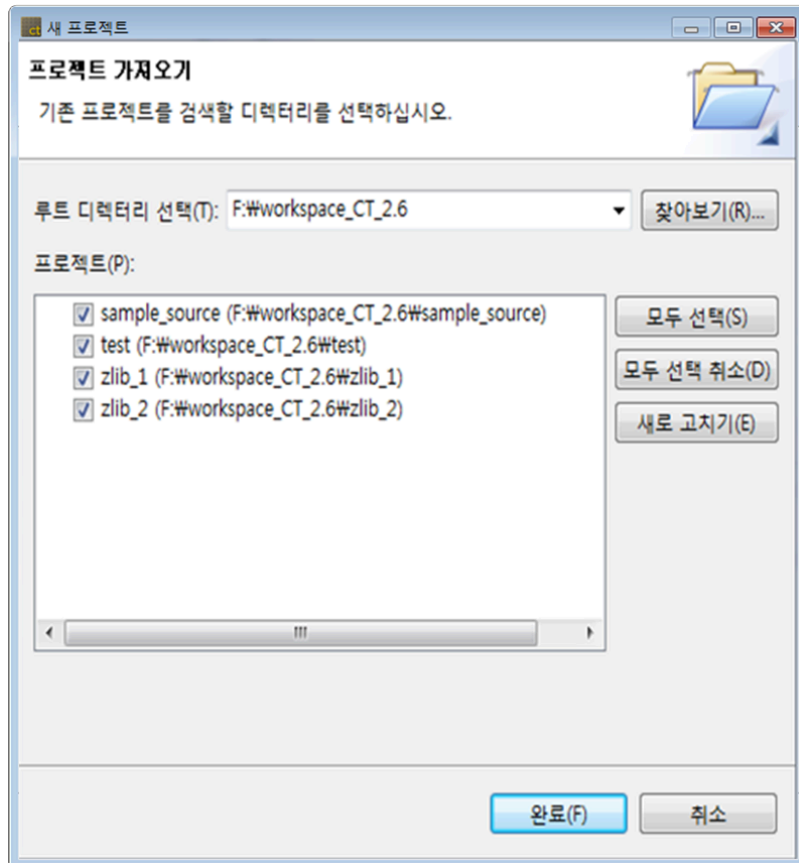 ct 새 프로젝트
프로젝트 가져오기
기존 프로젝트를 검색할 디렉터리를 선택하십시오.
루트 디렉터리 선택(T): F:₩workspace_CT_2.6 찾아보기(R)...
프로젝트(P):
sample_source (F:₩workspace_CT_2.6₩sample_source)
test (F:₩workspace_CT_2.6₩test)
zlib_1 (F:₩workspace_CT_2.6₩zlib_1)
zlib_2 (F:₩workspace_CT_2.6₩zlib_2)
모두 선택(S)
모두 선택 취소(D)
새로 고치기(E)
완료(F) 취소